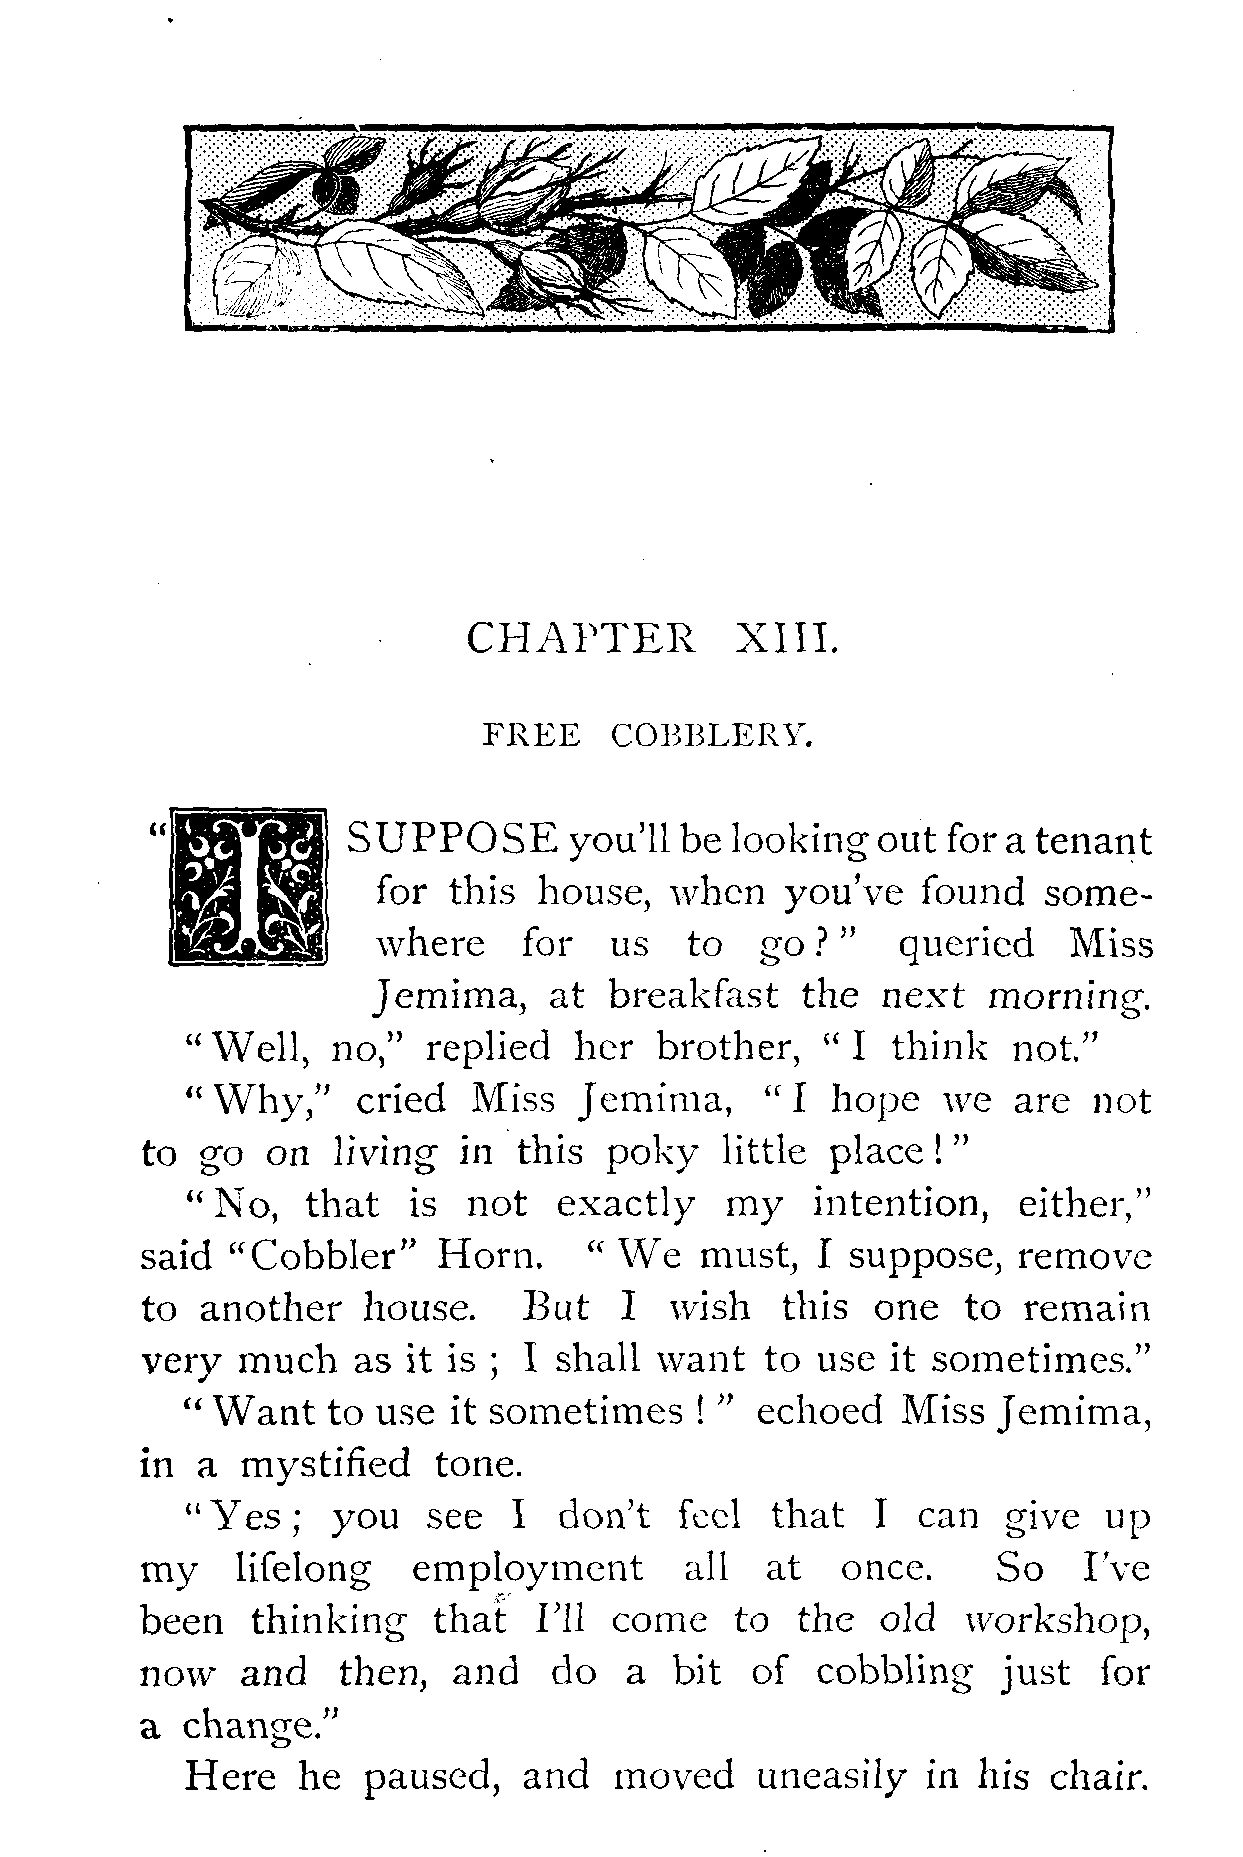 CHAPTER XIII.
FREE COBBLERY.
"I SUPPOSE you'll be looking out for a tenant
for this house, when you've found some-
where for us to go?" queried Miss
Jemima, at breakfast the next morning.
"Well, no," replied her brother, "I think not."
"Why," cried Miss Jemima, "I hope we are not
to go on living in this poky little place!"
"No, that is not exactly my intention, either,"
said "Cobbler" Horn. "We must, I suppose, remove
to another house. But I wish this one to remain
very much as it is; I shall want to use it sometimes."
"Want to use it sometimes!" echoed Miss Jemima,
in a mystified tone.
"Yes; you see I don't feel that I can give up
my lifelong employment all at once. So I've
been thinking that I'll come to the old workshop,
now and then, and do a bit of cobbling just for
a change."
Here he paused, and moved uneasily in his chair.